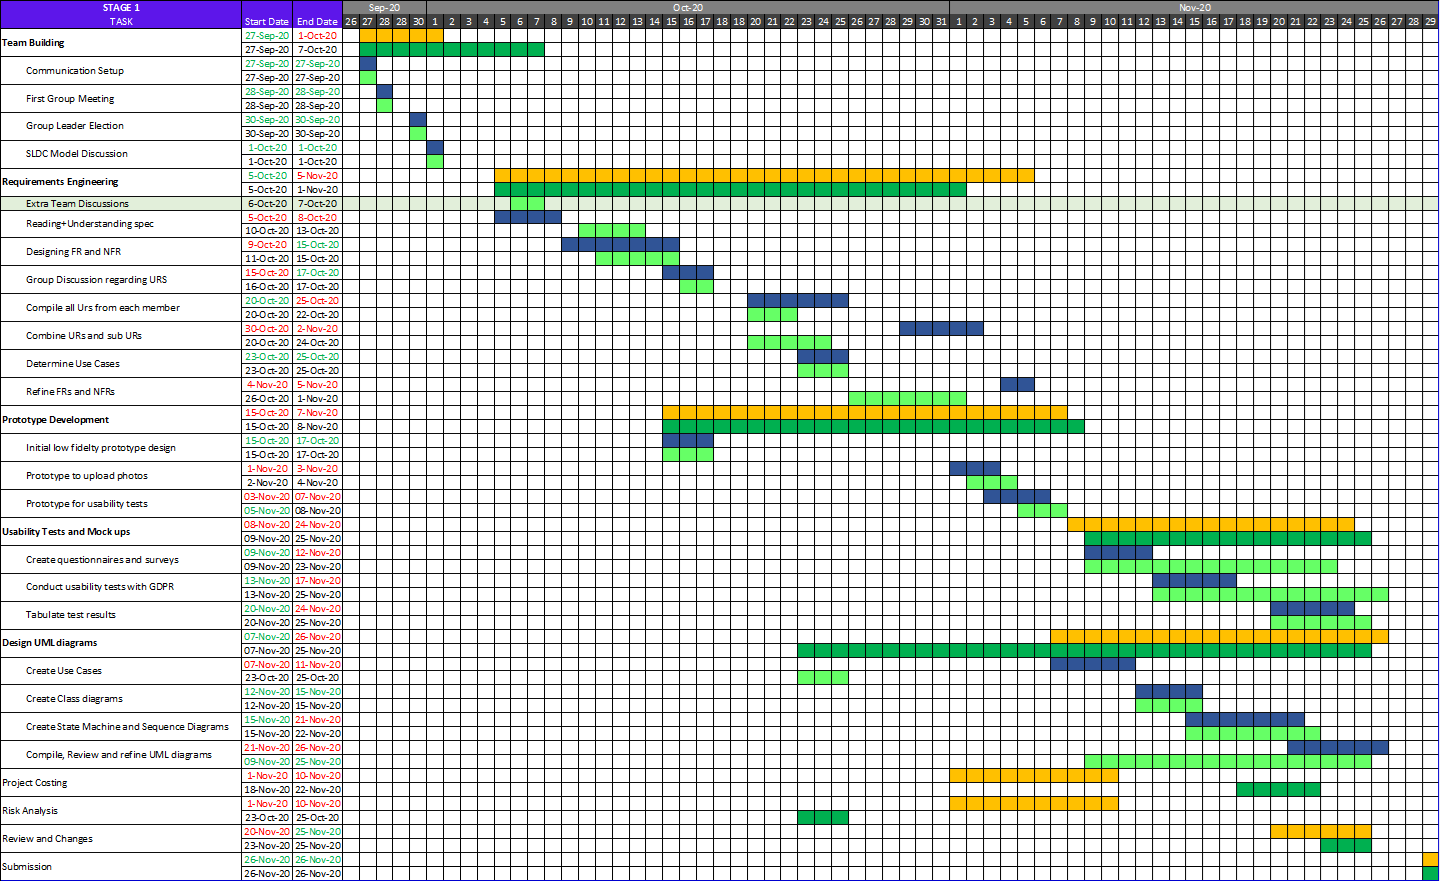 STAGE 1 Sep-20 Oct-20 Nov-20
TASK Start Date End Date 26 27 28 29 30 1 2 3 4 5 6 7 8 9 10 11 12 13 14 15 16 17 18 19 20 21 22 23 24 25 26 27 28 29 30 31 1 2 3 4 5 6 7 8 9 10 11 12 13 14 15 16 17 18 19 20 21 22 23 24 25 26 27 28 29
Team Building
27-Sep-20 1-Oct-20
27-Sep-20 7-Oct-20
Communication Setup
27-Sep-20 27-Sep-20
27-Sep-20 27-Sep-20
First Group Meeting
28-Sep-20 28-Sep-20
28-Sep-20 28-Sep-20
Group Leader Election
30-Sep-20 30-Sep-20
30-Sep-20 30-Sep-20
SLDC Model Discussion
1-Oct-20 1-Oct-20
1-Oct-20 1-Oct-20
Requirements Engineering
5-Oct-20 5-Nov-20
5-Oct-20 1-Nov-20
Extra Team Discussions 6-Oct-20 7-Oct-20
Reading+Understanding spec
5-Oct-20 8-Oct-20
10-Oct-20 13-Oct-20
Designing FR and NFR
9-Oct-20 15-Oct-20
11-Oct-20 15-Oct-20
Group Discussion regarding URS
15-Oct-20 17-Oct-20
16-Oct-20 17-Oct-20
Compile all Urs from each member
20-Oct-20 25-Oct-20
20-Oct-20 22-Oct-20
Combine URs and sub URs
30-Oct-20 2-Nov-20
20-Oct-20 24-Oct-20
Determine Use Cases
23-Oct-20 25-Oct-20
23-Oct-20 25-Oct-20
Refine FRs and NFRs
4-Nov-20 5-Nov-20
26-Oct-20 1-Nov-20
Prototype Development
15-Oct-20 7-Nov-20
15-Oct-20 8-Nov-20
Initial low fidelty prototype design
15-Oct-20 17-Oct-20
15-Oct-20 17-Oct-20
Prototype to upload photos
1-Nov-20 3-Nov-20
2-Nov-20 4-Nov-20
Prototype for usability tests
03-Nov-20 07-Nov-20
05-Nov-20 08-Nov-20
Usability Tests and Mock ups
08-Nov-20 24-Nov-20
09-Nov-20 25-Nov-20
Create questionnaires and surveys
09-Nov-20 12-Nov-20
09-Nov-20 23-Nov-20
Conduct usability tests with GDPR
13-Nov-20 17-Nov-20
13-Nov-20 25-Nov-20
Tabulate test results
20-Nov-20 24-Nov-20
20-Nov-20 25-Nov-20
Design UML diagrams
07-Nov-20 26-Nov-20
07-Nov-20 25-Nov-20
Create Use Cases
07-Nov-20 11-Nov-20
23-Oct-20 25-Oct-20
Create Class diagrams
12-Nov-20 15-Nov-20
12-Nov-20 15-Nov-20
Create State Machine and Sequence Diagrams
15-Nov-20 21-Nov-20
15-Nov-20 22-Nov-20
Compile, Review and refine UML diagrams
21-Nov-20 26-Nov-20
09-Nov-20 25-Nov-20
Project Costing
1-Nov-20 10-Nov-20
18-Nov-20 22-Nov-20
Risk Analysis
1-Nov-20 10-Nov-20
23-Oct-20 25-Oct-20
Review and Changes
20-Nov-20 25-Nov-20
23-Nov-20 25-Nov-20
Submission
26-Nov-20 26-Nov-20
26-Nov-20 26-Nov-20